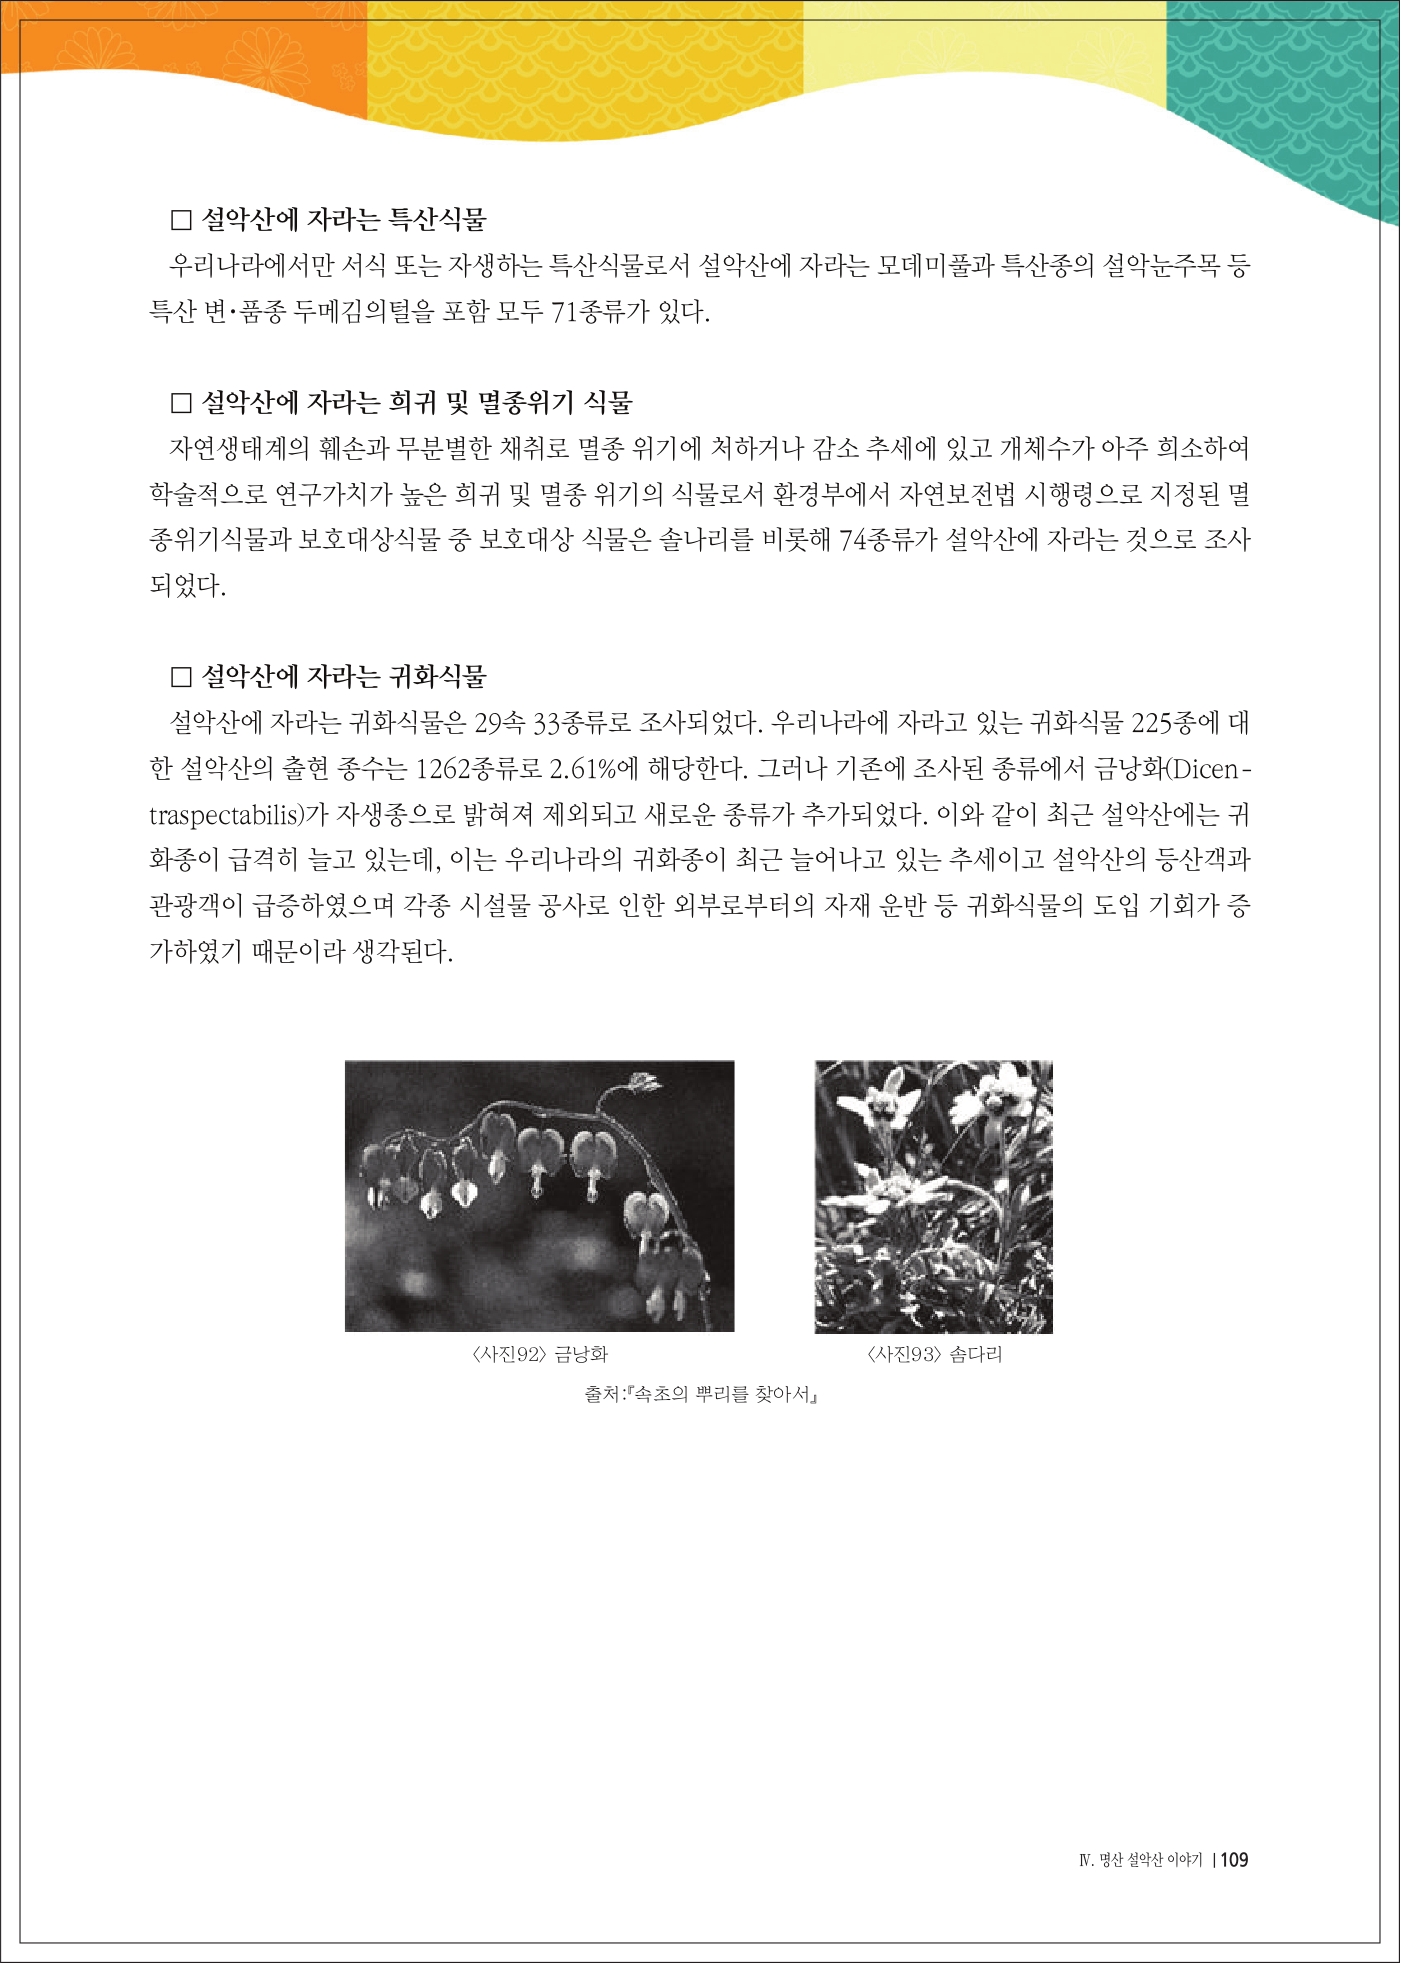 □ 설악산에 자라는 특산식물
우리나라에서만 서식 또는 자생하는 특산식물로서 설악산에 자라는 모데미풀과 특산종의 설악눈주목 등
특산 변·품종 두메김의털을 포함 모두 71종류가 있다.
□ 설악산에 자라는 희귀 및 멸종위기 식물
자연생태계의 훼손과 무분별한 채취로 멸종 위기에 처하거나 감소 추세에 있고 개체수가 아주 희소하여
학술적으로 연구가치가 높은 희귀 및 멸종 위기의 식물로서 환경부에서 자연보전법 시행령으로 지정된 멸
종위기식물과 보호대상식물 중 보호대상 식물은 솔나리를 비롯해 74종류가 설악산에 자라는 것으로 조사
되었다.
□ 설악산에 자라는 귀화식물
설악산에 자라는 귀화식물은 29속 33종류로 조사되었다. 우리나라에 자라고 있는 귀화식물 225종에 대
한 설악산의 출현 종수는 1262종류로 2.61%에 해당한다. 그러나 기존에 조사된 종류에서 금낭화(Dicen-
traspectabilis)가 자생종으로 밝혀져 제외되고 새로운 종류가 추가되었다. 이와 같이 최근 설악산에는 귀
화종이 급격히 늘고 있는데, 이는 우리나라의 귀화종이 최근 늘어나고 있는 추세이고 설악산의 등산객과
관광객이 급증하였으며 각종 시설물 공사로 인한 외부로부터의 자재 운반 등 귀화식물의 도입 기회가 증
가하였기 때문이라 생각된다.
〈사진92〉 금낭화
〈사진93〉 솜다리
출처:『속초의 뿌리를 찾아서』
Ⅳ. 명산 설악산 이야기 | 109